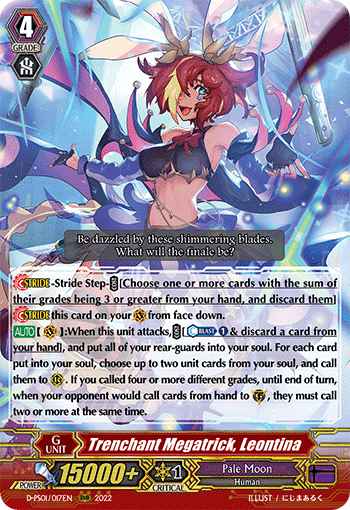 4
GRADE
Be dazzled by these shimmering blades.
What will the finale be?
STRIDE -Stride Step-[Choose one or more cards with the sum
of their grades being 3 or greater from your hand, and discard them]
STRIDE this card on your from face down.
AUTO [ ]:When this unit attacks, [BLAST 1 & discard a card from
your hand], and put all of your rear-guards into your soul. For each card
put into your soul, choose up to two unit cards from your soul, and call
them to . If you called four or more different grades, until end of turn,
when your opponent would call cards from hand to , they must call
two or more at the same time.
G
UNIT
Trenchant Megatrick, Leontina
POWER
15000+
1
CRITICAL
Pale Moon
Human
D-PS01/017EN RRR 2022
ILLUST / にじまあるく